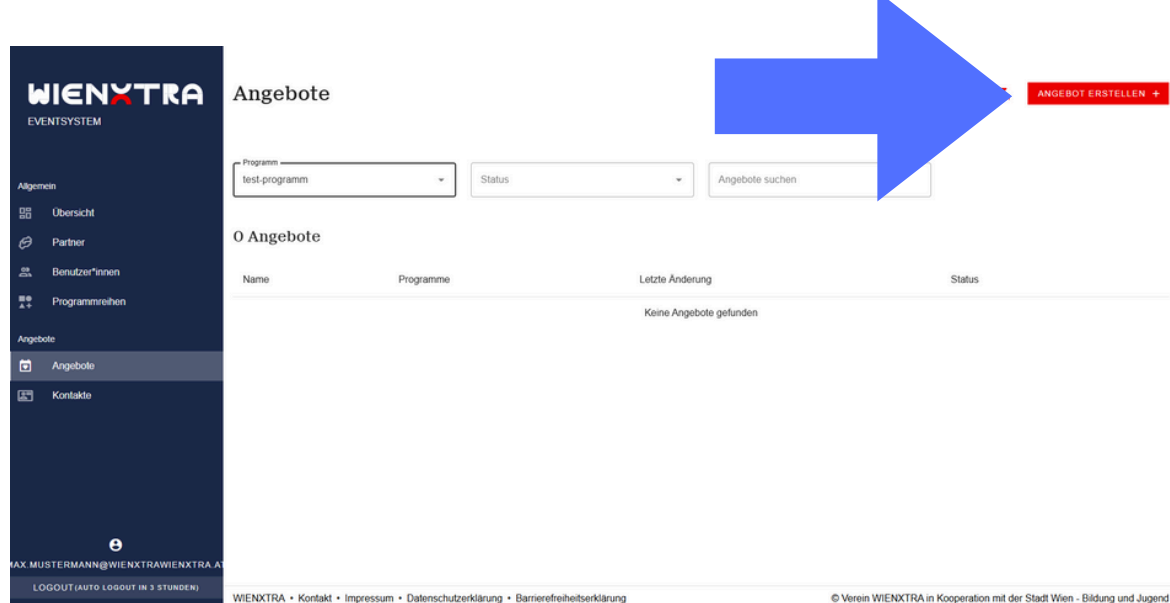 WIENXTRA
EVENTSYSTEM
Allgemein
Übersicht
Partner
Benutzer*innen
Programmreihen
Angebote
Angebote
Kontakte
MAX.MUSTERMANN@WIENXTRAWIENXTRA.AT
LOGOUT (AUTO LOGOUT IN 3 STUNDEN)
Angebote
ANGEBOT ERSTELLEN +
Programm
test-programm
Status
Angebote suchen
0 Angebote
Name Programme Letzte Änderung Status
Keine Angebote gefunden
WIENXTRA • Kontakt • Impressum • Datenschutzerklärung • Barrierefreiheitserklärung
© Verein WIENXTRA in Kooperation mit der Stadt Wien - Bildung und Jugend